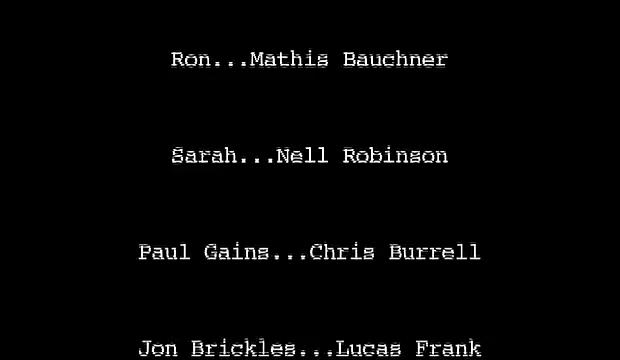 Ron...Mathis Bauchner
Sarah...Nell Robinson
Paul Gains...Chris Burrell
Jon Brickles...Lucas Frank